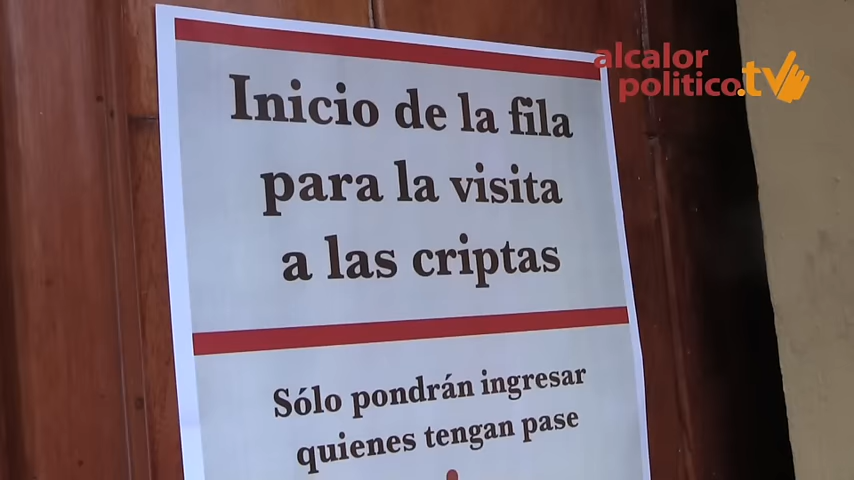 alcalor
politico.tv
Inicio de la fila
para la visita
a las criptas
Sólo pondrán ingresar
quienes tengan pase